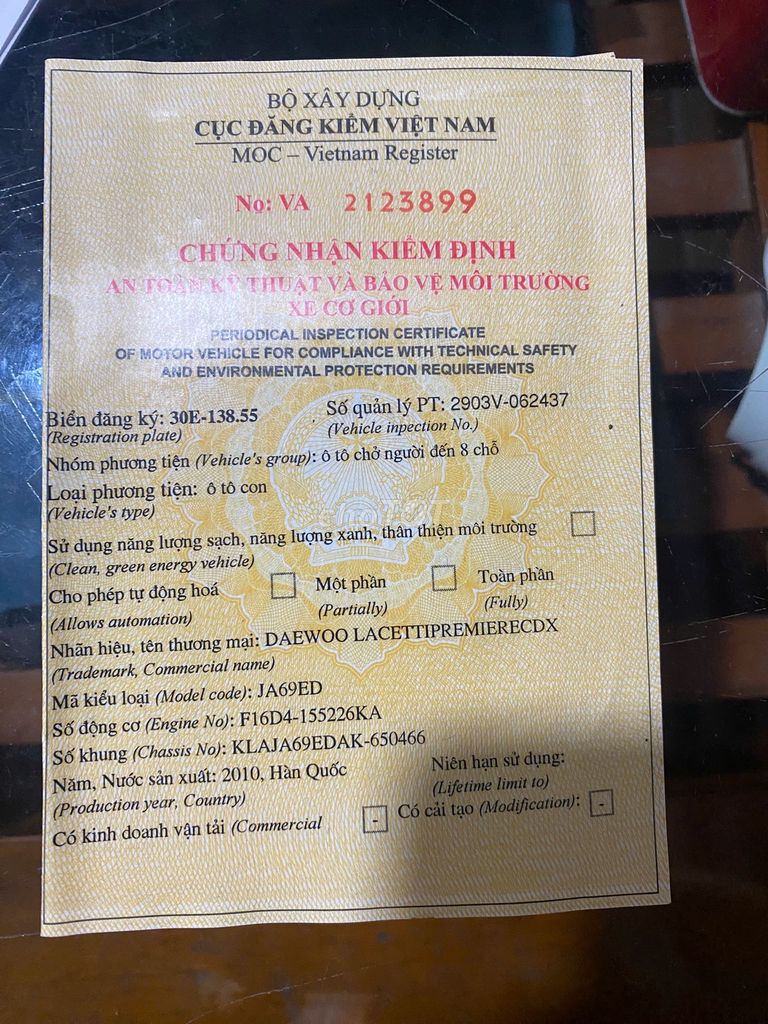 BỘ XÂY DỰNG
CỤC ĐĂNG KIỂM VIỆT NAM
MOC – Vietnam Register
No: VA 2123899
CHỨNG NHẬN KIỂM ĐỊNH
AN TOÀN KỸ THUẬT VÀ BẢO VỆ MÔI TRƯỜNG
XE CƠ GIỚI
PERIODICAL INSPECTION CERTIFICATE
OF MOTOR VEHICLE FOR COMPLIANCE WITH TECHNICAL SAFETY
AND ENVIRONMENTAL PROTECTION REQUIREMENTS
Biển đăng ký: 30E-138.55 Số quản lý PT: 2903V-062437
(Registration plate) (Vehicle inpection No.)
Nhóm phương tiện (Vehicle's group): ô tô chở người đến 8 chỗ
Loại phương tiện: ô tô con
(Vehicle's type)
Sử dụng năng lượng sạch, năng lượng xanh, thân thiện môi trường
(Clean, green energy vehicle)
Cho phép tự động hoá Một phần Toàn phần
(Allows automation) (Partially) (Fully)
Nhãn hiệu, tên thương mại: DAEWOO LACETTIPREMIERECDX
(Trademark, Commercial name)
Mã kiểu loại (Model code): JA69ED
Số động cơ (Engine No): F16D4-155226KA
Số khung (Chassis No): KLAJA69EDAK-650466
Năm, Nước sản xuất: 2010, Hàn Quốc Niên hạn sử dụng:
(Production year, Country) (Lifetime limit to)
Có kinh doanh vận tải (Commercial - Có cải tạo (Modification): -